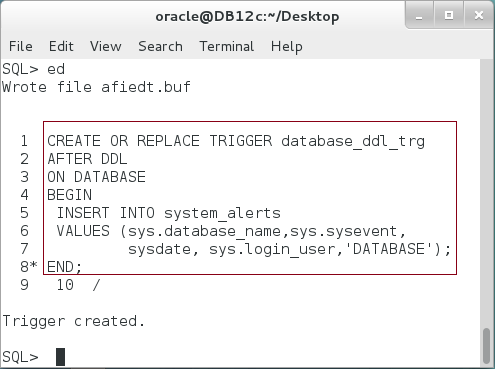 oracle@DB12c:~/Desktop
File Edit View Search Terminal Help
SQL> ed
Wrote file afiedt.buf
1 CREATE OR REPLACE TRIGGER database_ddl_trg
2 AFTER DDL
3 ON DATABASE
4 BEGIN
5 INSERT INTO system_alerts
6 VALUES (sys.database_name,sys.sysevent,
7 sysdate, sys.login_user,'DATABASE');
8* END;
9 10 /
Trigger created.
SQL>